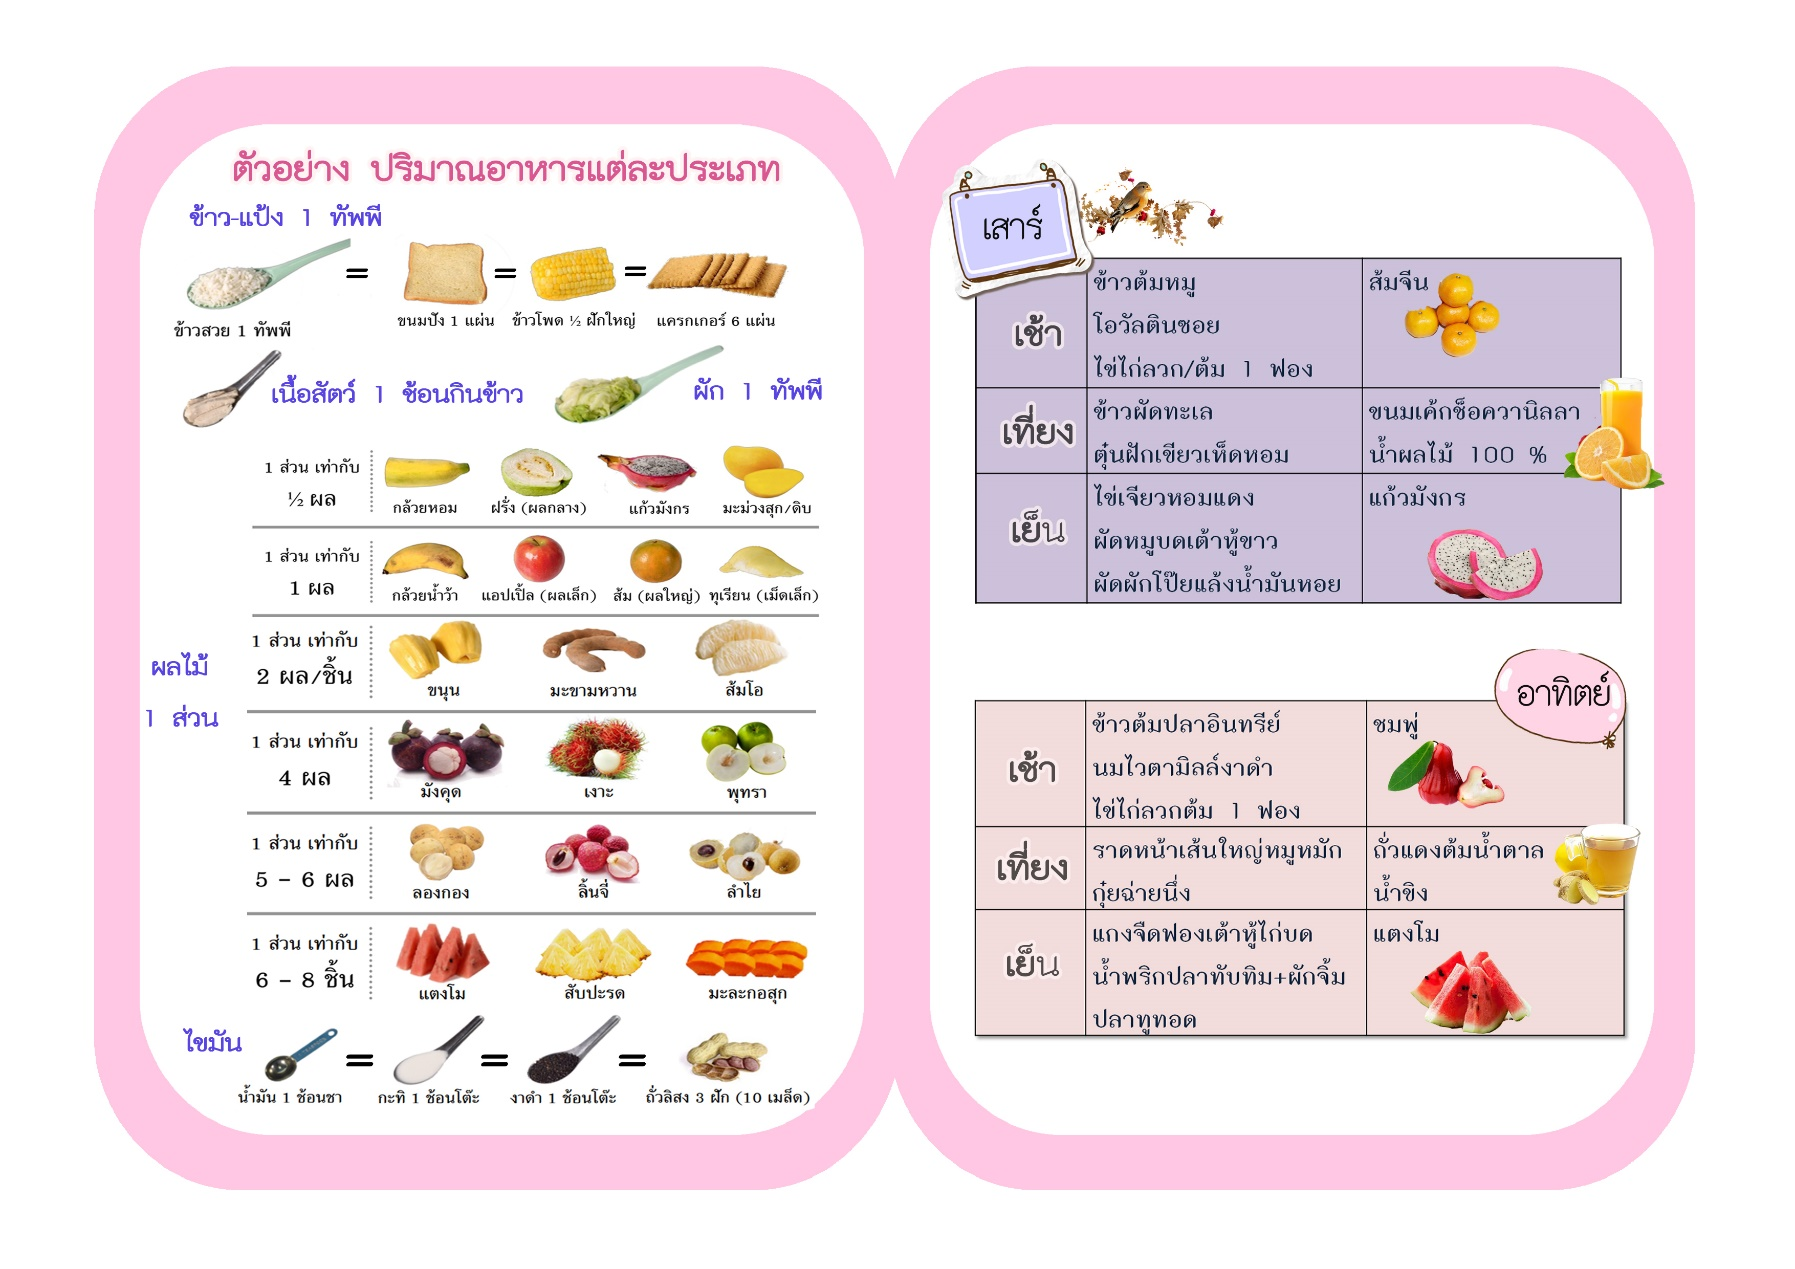 ตัวอย่าง ปริมาณอาหารแต่ละประเภท
ข้าว-แป้ง 1 ทัพพี
= = =
ข้าวสวย 1 ทัพพี
ขนมปัง 1 แผ่น
ข้าวโพด ½ ฝักใหญ่
แครกเกอร์ 6 แผ่น
เนื้อสัตว์ 1 ช้อนกินข้าว
ผัก 1 ทัพพี
ผลไม้
1 ส่วน
1 ส่วน เท่ากับ
½ ผล
กล้วยหอม
ฝรั่ง (ผลกลาง)
แก้วมังกร
มะม่วงสุก/ดิบ
1 ส่วน เท่ากับ
1 ผล
กล้วยน้ำว้า
แอปเปิ้ล (ผลเล็ก)
ส้ม (ผลใหญ่)
ทุเรียน (เม็ดเล็ก)
1 ส่วน เท่ากับ
2 ผล/ชิ้น
ขนุน
มะขามหวาน
ส้มโอ
1 ส่วน เท่ากับ
4 ผล
มังคุด
เงาะ
พุทรา
1 ส่วน เท่ากับ
5 – 6 ผล
ลองกอง
ลิ้นจี่
ลำไย
1 ส่วน เท่ากับ
6 – 8 ชิ้น
แตงโม
สับปะรด
มะละกอสุก
ไขมัน
= = =
น้ำมัน 1 ช้อนชา
กะทิ 1 ช้อนโต๊ะ
งาดำ 1 ช้อนโต๊ะ
ถั่วลิสง 3 ฝัก (10 เมล็ด)
เสาร์
เช้า
ข้าวต้มหมู
โอวัลตินซอย
ไข่ไก่ลวก/ต้ม 1 ฟอง
ส้มจีน
เที่ยง
ข้าวผัดทะเล
ตุ๋นฝักเขียวเห็ดหอม
ขนมเค้กช็อควานิลลา
น้ำผลไม้ 100 %
เย็น
ไข่เจียวหอมแดง
ผัดหมูบดเต้าหู้ขาว
ผัดผักโป๊ยแล้งน้ำมันหอย
แก้วมังกร
อาทิตย์
เช้า
ข้าวต้มปลาอินทรีย์
นมไวตามิลล์งาดำ
ไข่ไก่ลวกต้ม 1 ฟอง
ชมพู่
เที่ยง
ราดหน้าเส้นใหญ่หมูหมัก
กุ๋ยฉ่ายนึ่ง
ถั่วแดงต้มน้ำตาล
น้ำขิง
เย็น
แกงจืดฟองเต้าหู้ไก่บด
น้ำพริกปลาทับทิม+ผักจิ้ม
ปลาทูทอด
แตงโม